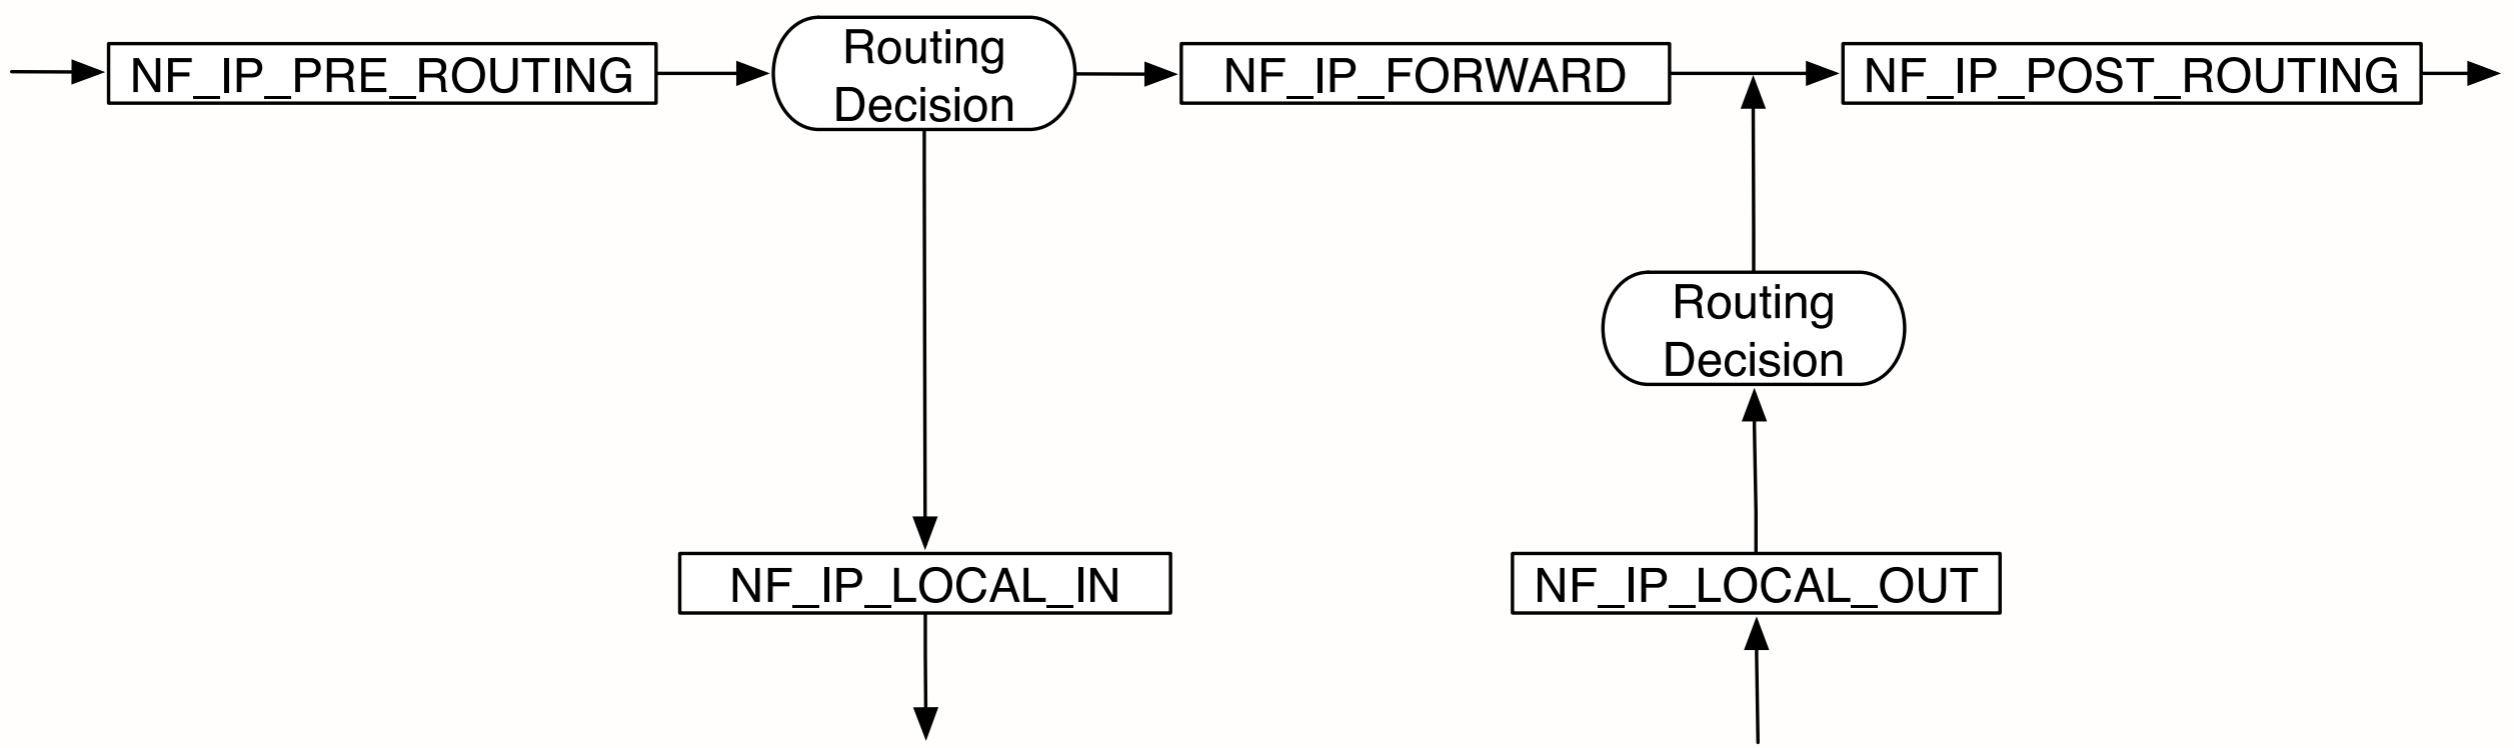 NF_IP_PRE_ROUTING
Routing
Decision
NF_IP_FORWARD
NF_IP_POST_ROUTING
Routing
Decision
NF_IP_LOCAL_IN
NF_IP_LOCAL_OUT